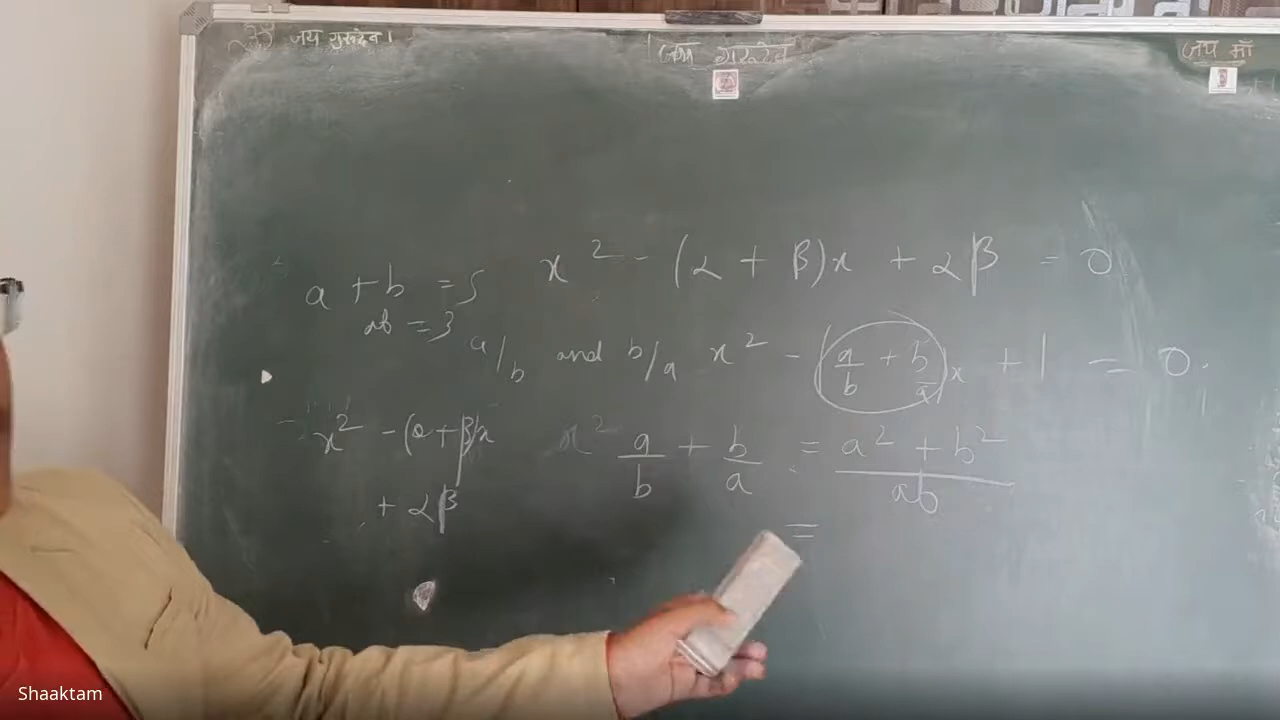 जय गुरुदेव।
जय गुरुदेव
जय माँ
x² - (α + β)x + αβ = 0
a + b = 5
ab = 3
a/b and b/a x² - (a/b + b/a)x + 1 = 0.
x² - (α+β)x
+ αβ
x² a/b + b/a = a² + b² / ab
=
Shaaktam